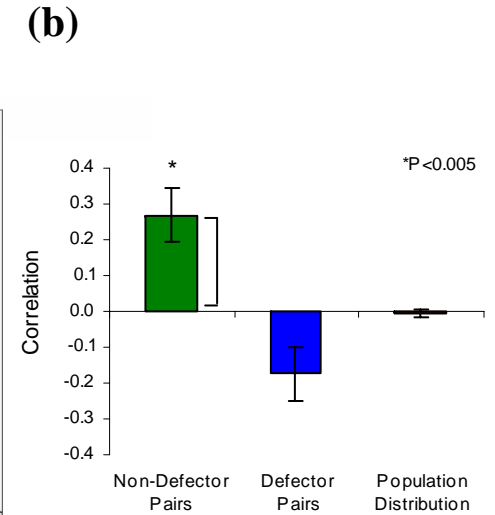 (b)
*
*P<0.005
0.4
0.3
0.2
0.1
0.0
-0.1
-0.2
-0.3
-0.4
Correlation
Non-Defector
Pairs
Defector
Pairs
Population
Distribution